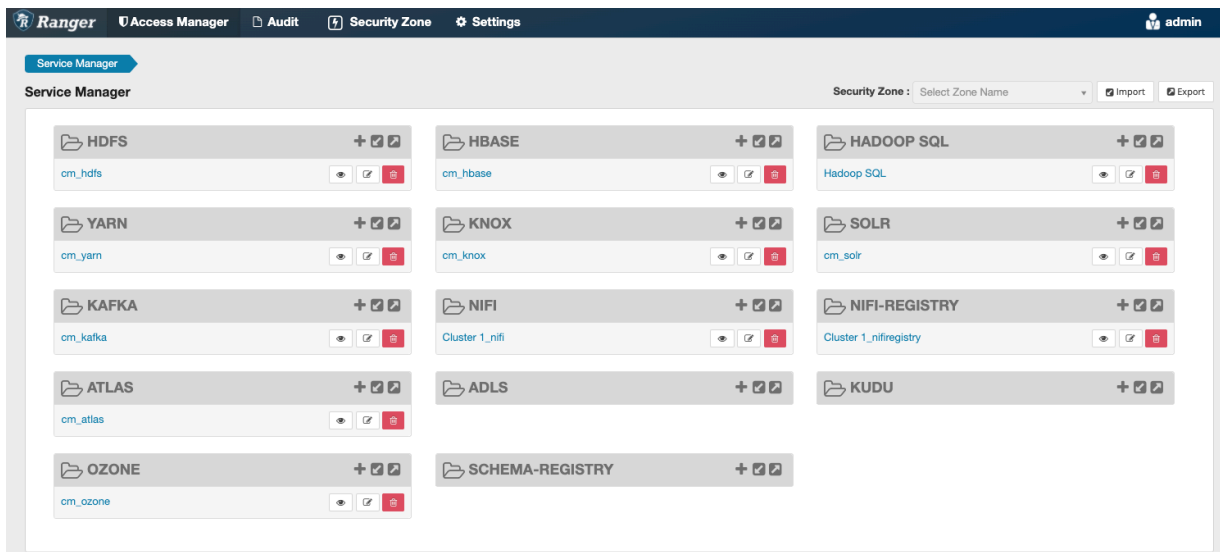 Ranger Access Manager Audit Security Zone Settings admin
Service Manager
Service Manager Security Zone : Select Zone Name Import Export
HDFS HBASE HADOOP SQL
cm_hdfs cm_hbase Hadoop SQL
YARN KNOX SOLR
cm_yarn cm_knox cm_solr
KAFKA NIFI NIFI-REGISTRY
cm_kafka Cluster 1_nifi Cluster 1_nifiregistry
ATLAS ADLS KUDU
cm_atlas
OZONE SCHEMA-REGISTRY
cm_ozone